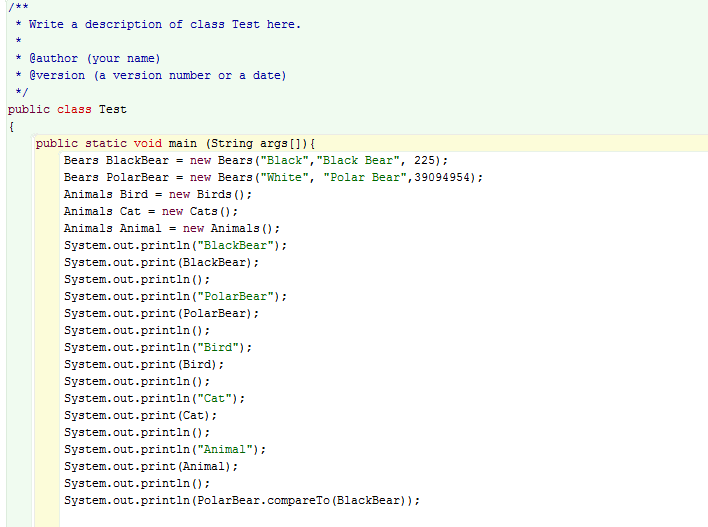 /**
 * Write a description of class Test here.
 *
 * @author (your name)
 * @version (a version number or a date)
 */
public class Test
{
    public static void main (String args[]){
        Bears BlackBear = new Bears("Black","Black Bear", 225);
        Bears PolarBear = new Bears("White", "Polar Bear",39094954);
        Animals Bird = new Birds();
        Animals Cat = new Cats();
        Animals Animal = new Animals();
        System.out.println("BlackBear");
        System.out.print(BlackBear);
        System.out.println();
        System.out.println("PolarBear");
        System.out.print(PolarBear);
        System.out.println();
        System.out.println("Bird");
        System.out.print(Bird);
        System.out.println();
        System.out.println("Cat");
        System.out.print(Cat);
        System.out.println();
        System.out.println("Animal");
        System.out.print(Animal);
        System.out.println();
        System.out.println(PolarBear.compareTo(BlackBear));